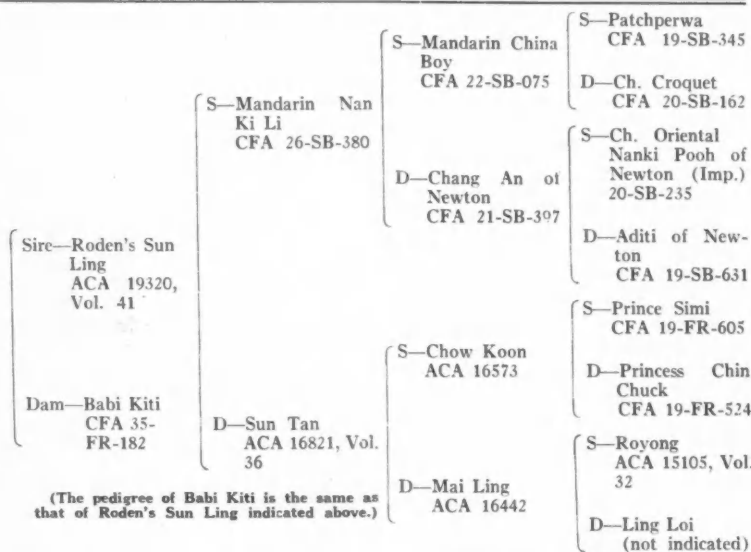 Sire—Roden's Sun
Ling
ACA 19320,
Vol. 41
Dam—Babi Kiti
CFA 35-
FR-182
S—Mandarin Nan
Ki Li
CFA 26-SB-380
D—Sun Tan
ACA 16821, Vol.
36
S—Mandarin China
Boy
CFA 22-SB-075
D—Chang An of
Newton
CFA 21-SB-397
S—Chow Koon
ACA 16573
D—Mai Ling
ACA 16442
S—Patchperwa
CFA 19-SB-345
D—Ch. Croquet
CFA 20-SB-162
S—Ch. Oriental
Nanki Pooh of
Newton (Imp.)
20-SB-235
D—Aditi of New-
ton
CFA 19-SB-631
S—Prince Simi
CFA 19-FR-605
D—Princess Chin
Chuck
CFA 19-FR-524
S—Royong
ACA 15105, Vol.
32
D—Ling Loi
(not indicated)
(The pedigree of Babi Kiti is the same as
that of Roden's Sun Ling indicated above.)